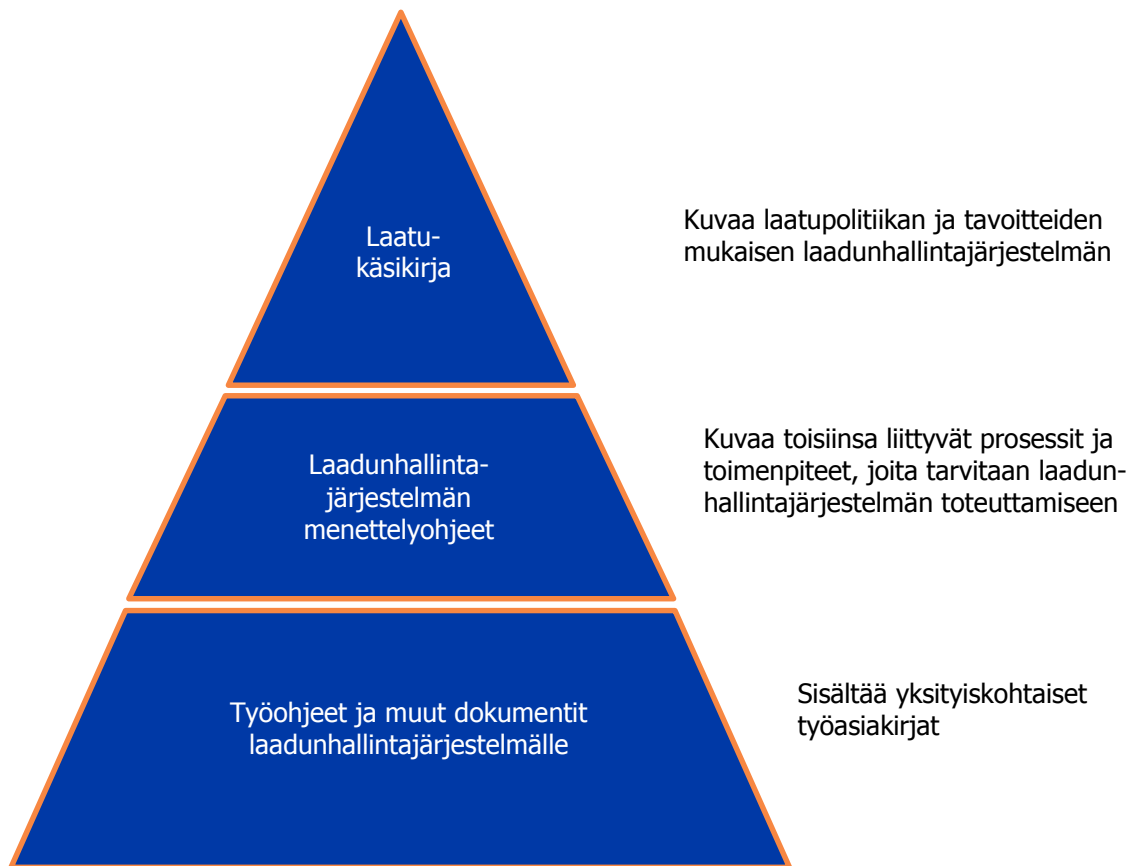 Laatu-
käsikirja
Kuvaa laatupolitiikan ja tavoitteiden
mukaisen laadunhallintajärjestelmän
Laadunhallinta-
järjestelmän
menettelyohjeet
Kuvaa toisiinsa liittyvät prosessit ja
toimenpiteet, joita tarvitaan laadun-
hallintajärjestelmän toteuttamiseen
Työohjeet ja muut dokumentit
laadunhallintajärjestelmälle
Sisältää yksityiskohtaiset
työasiakirjat